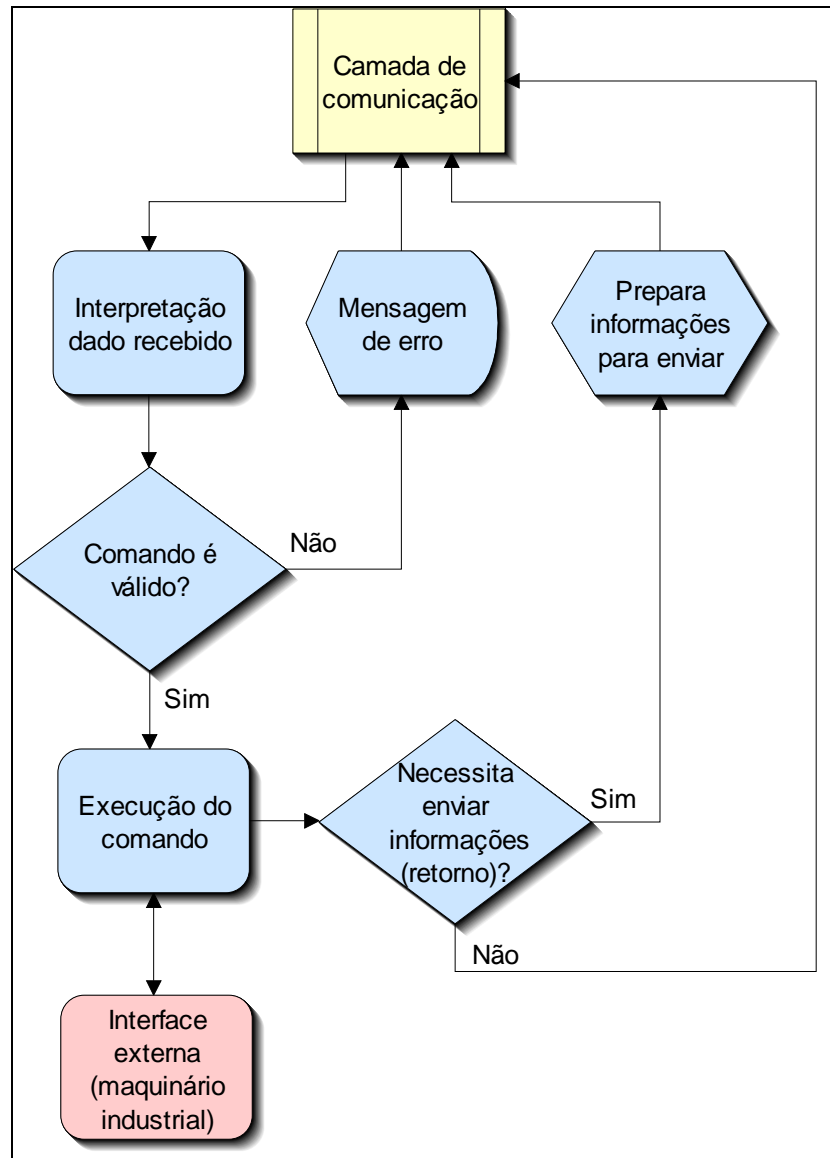 Camada de
comunicação
Interpretação
dado recebido
Mensagem
de erro
Prepara
informações
para enviar
Comando é
válido?
Não
Sim
Execução do
comando
Necessita
enviar
informações
(retorno)?
Sim
Não
Interface
externa
(maquinário
industrial)